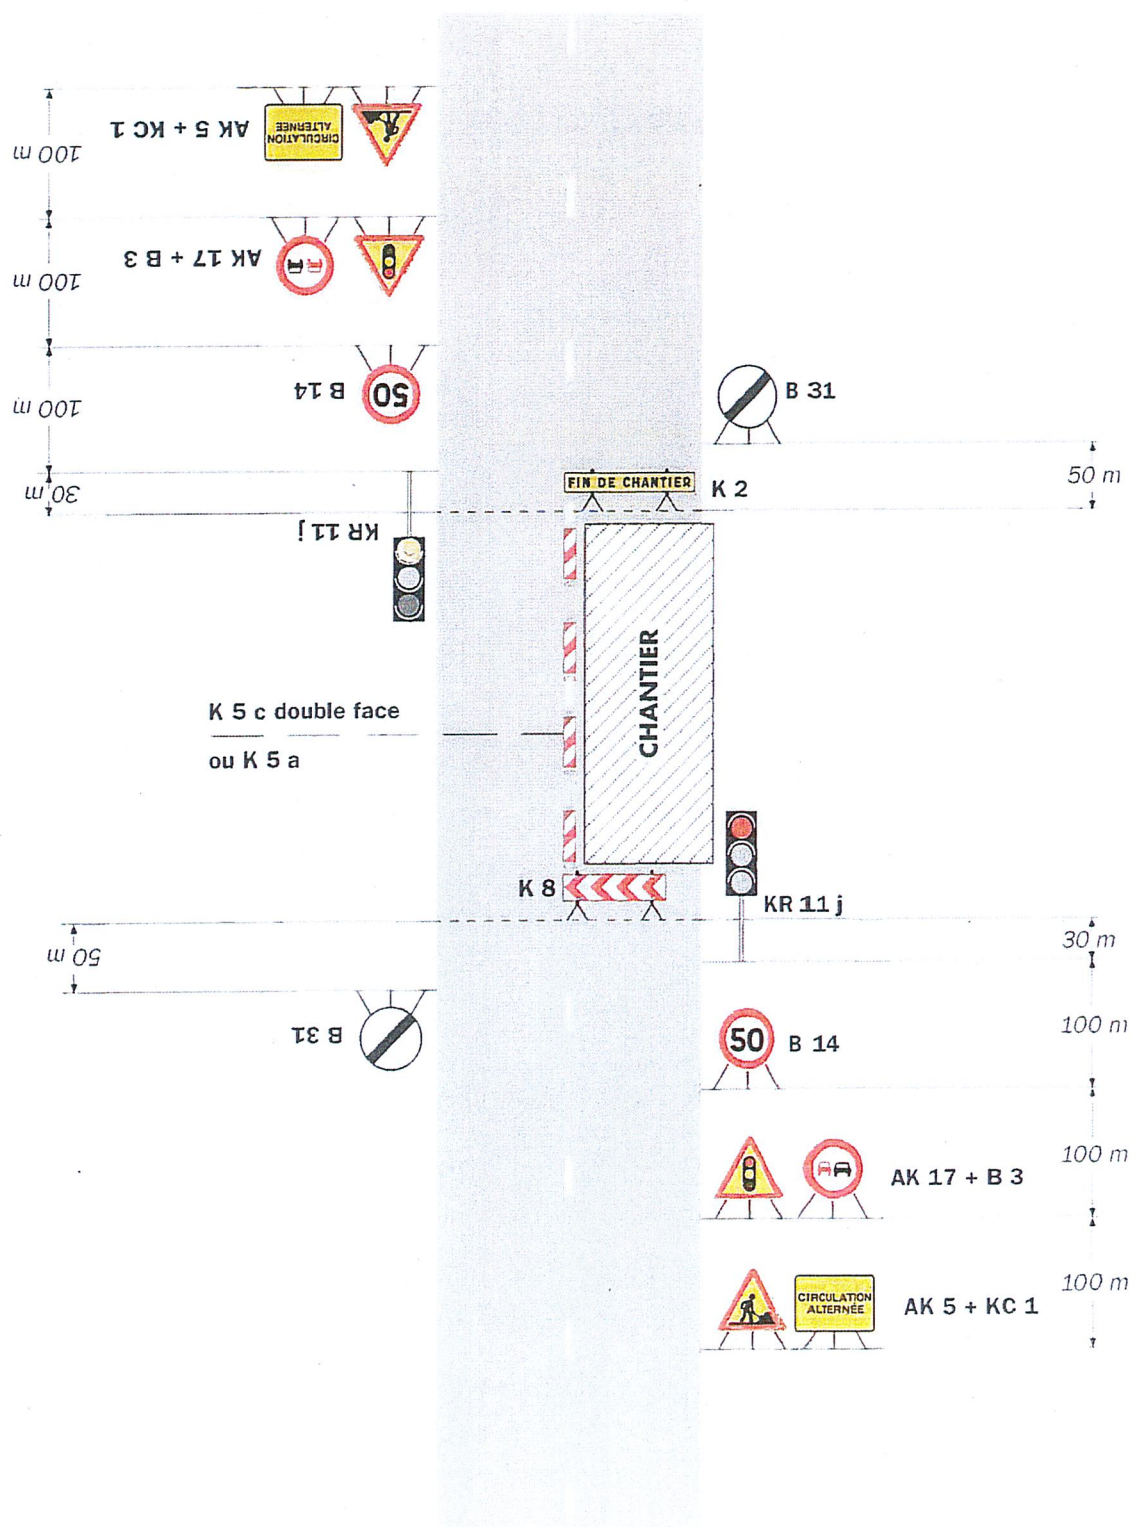 AK 5 + KC 1
CIRCULATION
ALTERNÉE
100 m
AK 17 + B 3
100 m
B 14
50
100 m
B 31
30 m
FIN DE CHANTIER
K 2
50 m
KR 11 j
CHANTIER
K 5 c double face
ou K 5 a
K 8
KR 11 j
50 m
30 m
B 31
50
B 14
100 m
AK 17 + B 3
100 m
CIRCULATION
ALTERNÉE
AK 5 + KC 1
100 m